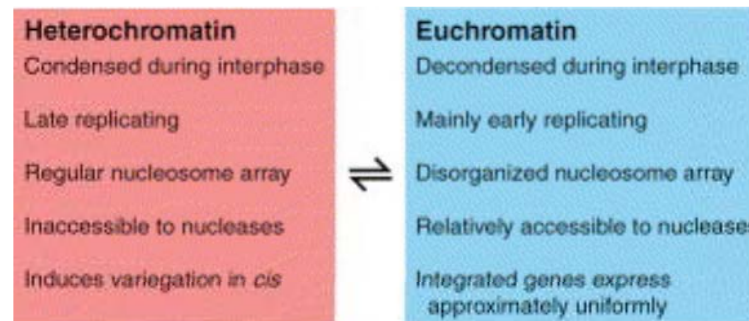 Heterochromatin
Condensed during interphase
Late replicating
Regular nucleosome array
Inaccessible to nucleases
Induces variegation in cis
⇌
Euchromatin
Decondensed during interphase
Mainly early replicating
Disorganized nucleosome array
Relatively accessible to nuclease
Integrated genes express
approximately uniformly